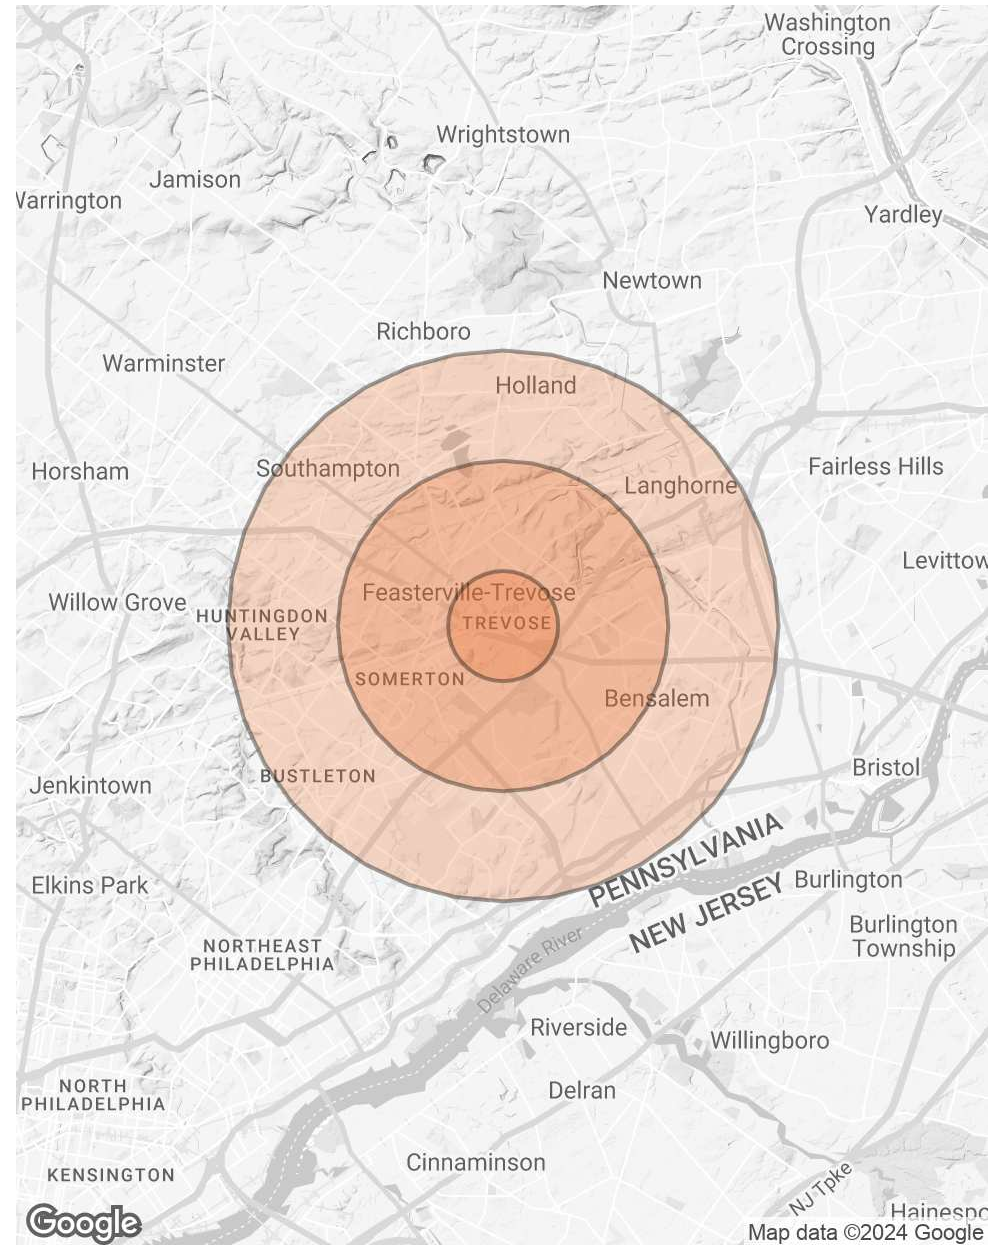 Washington
Crossing
Wrightstown
Jamison
Warrington
Yardley
Newtown
Richboro
Warminster
Holland
Southampton
Horsham
Fairless Hills
Langhorne
Levittow
Feasterville-Trevose
Willow Grove
TREVOSE
HUNTINGDON
VALLEY
SOMERTON
Bensalem
Bristol
BUSTLETON
Jenkintown
PENNSYLVANIA
Elkins Park
Burlington
NEW JERSEY
Burlington
Township
NORTHEAST
PHILADELPHIA
Delaware River
Riverside
Willingboro
NORTH
PHILADELPHIA
Delran
Cinnaminson
KENSINGTON
NJ Tpke
Hainespo
Google
Map data ©2024 Google